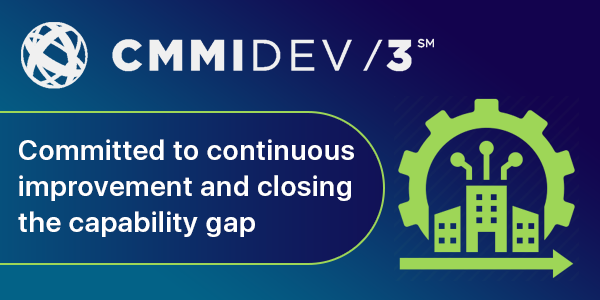 CMMIDEV/3℠
Committed to continuous
improvement and closing
the capability gap